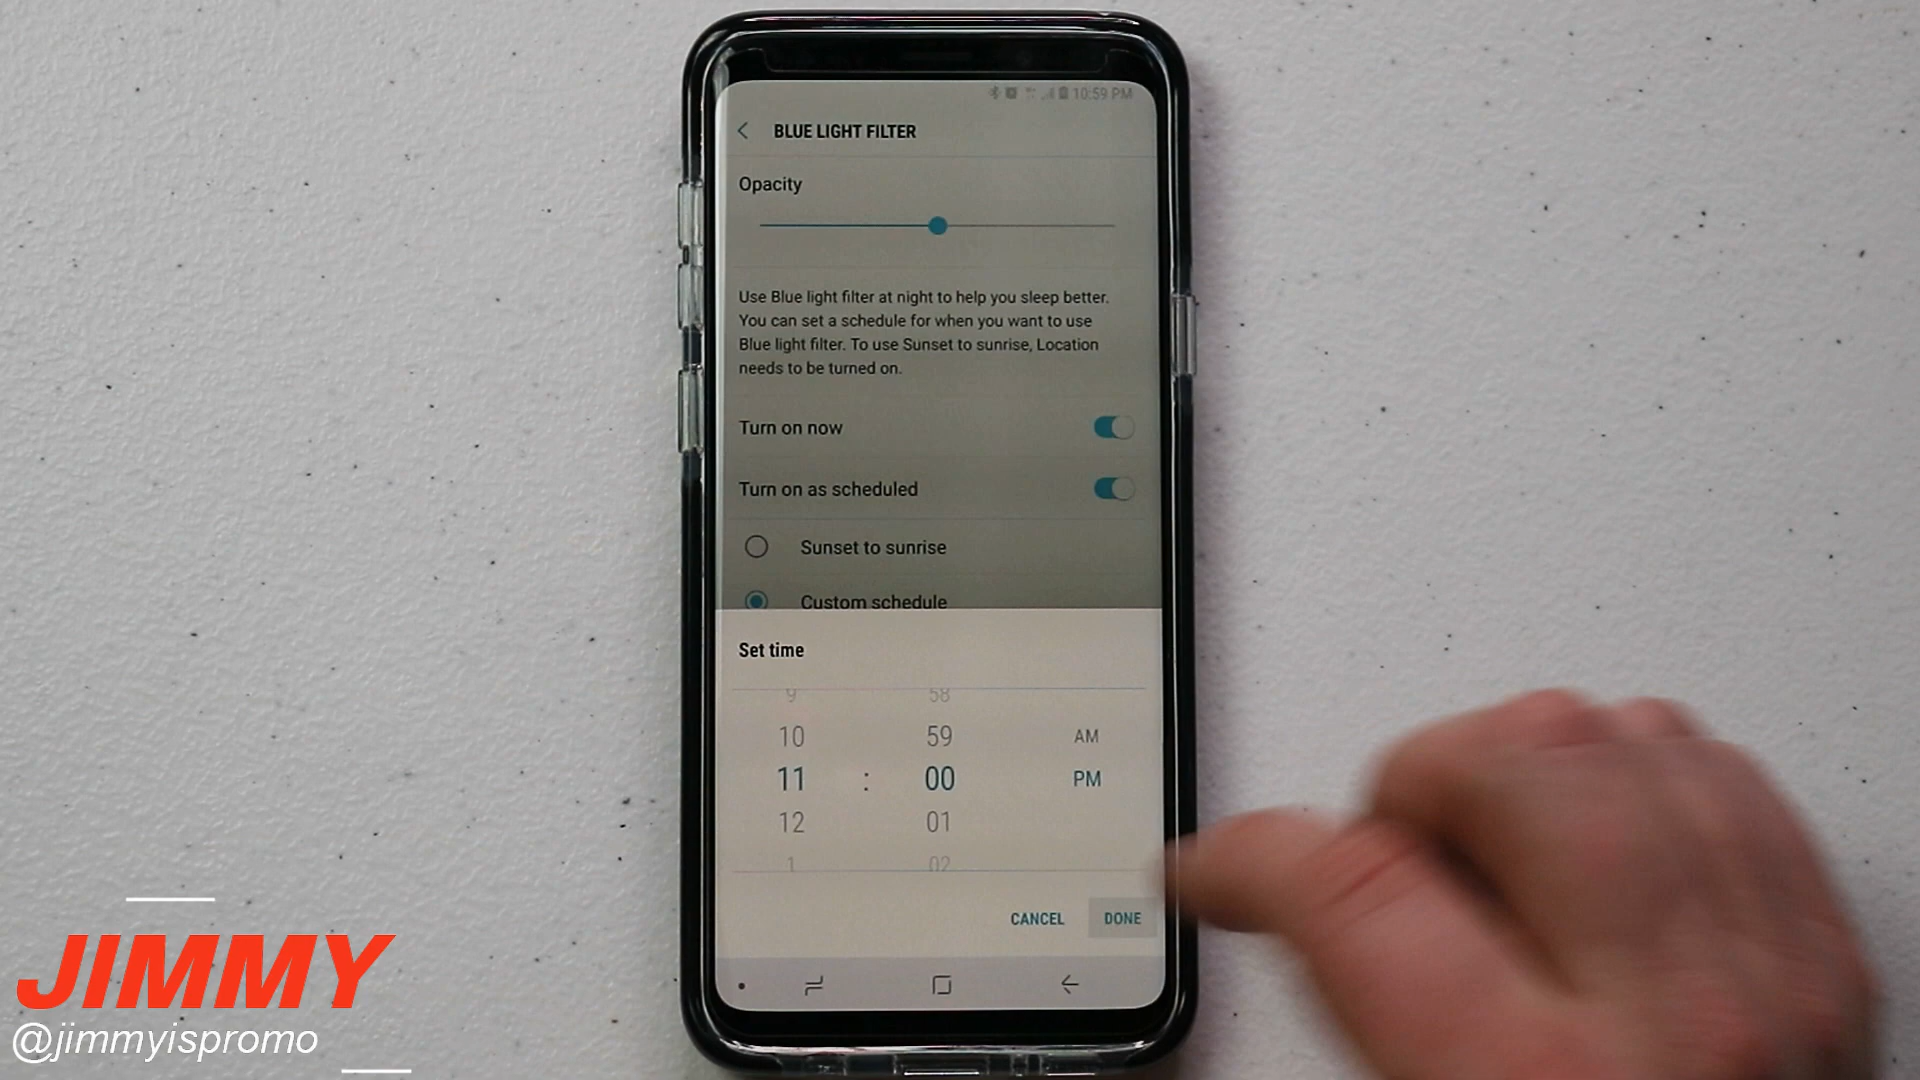 10:59 PM
BLUE LIGHT FILTER
Opacity
Use Blue light filter at night to help you sleep better.
You can set a schedule for when you want to use
Blue light filter. To use Sunset to sunrise, Location
needs to be turned on.
Turn on now
Turn on as scheduled
Sunset to sunrise
Custom schedule
Set time
9 58
10 59 AM
11 : 00 PM
12 01
1 02
CANCEL DONE
JIMMY
@jimmyispromo